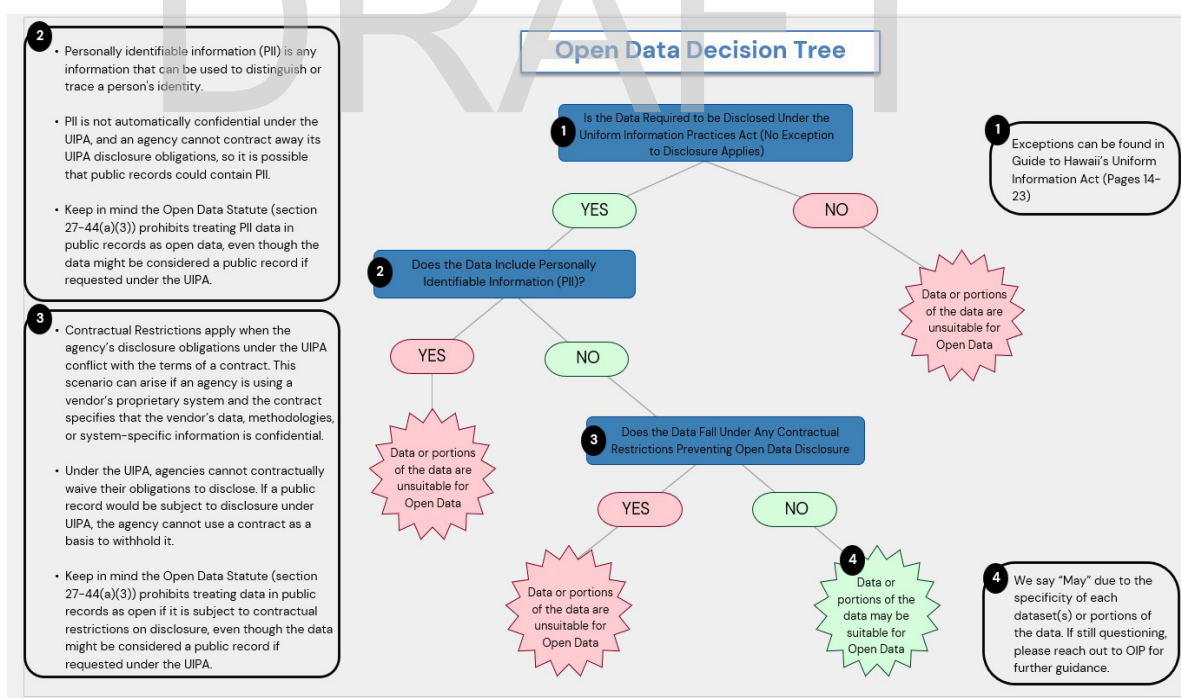 DRAFT
Open Data Decision Tree
2
• Personally identifiable information (PII) is any
information that can be used to distinguish or
trace a person's identity.
• PII is not automatically confidential under the
UIPA, and an agency cannot contract away its
UIPA disclosure obligations, so it is possible
that public records could contain PII.
• Keep in mind the Open Data Statute (section
27-44(a)(3)) prohibits treating PII data in
public records as open data, even though the
data might be considered a public record if
requested under the UIPA.
3
• Contractual Restrictions apply when the
agency's disclosure obligations under the UIPA
conflict with the terms of a contract. This
scenario can arise if an agency is using a
vendor's proprietary system and the contract
specifies that the vendor's data, methodologies,
or system-specific information is confidential.
• Under the UIPA, agencies cannot contractually
waive their obligations to disclose. If a public
record would be subject to disclosure under
UIPA, the agency cannot use a contract as a
basis to withhold it.
• Keep in mind the Open Data Statute (section
27-44(a)(3)) prohibits treating data in public
records as open if it is subject to contractual
restrictions on disclosure, even though the data
might be considered a public record if
requested under the UIPA.
1
Is the Data Required to be Disclosed Under the
Uniform Information Practices Act (No Exception
to Disclosure Applies)
YES
NO
2
Does the Data Include Personally
Identifiable Information (PII)?
Data or portions
of the data are
unsuitable for
Open Data
YES
NO
Data or portions
of the data are
unsuitable for
Open Data
3
Does the Data Fall Under Any Contractual
Restrictions Preventing Open Data Disclosure
YES
NO
Data or portions
of the data are
unsuitable for
Open Data
4
Data or
portions of the
data may be
suitable for
Open Data
1
Exceptions can be found in
Guide to Hawaii's Uniform
Information Act (Pages 14-
23)
4
We say "May" due to the
specificity of each
dataset(s) or portions of
the data. If still questioning,
please reach out to OIP for
further guidance.